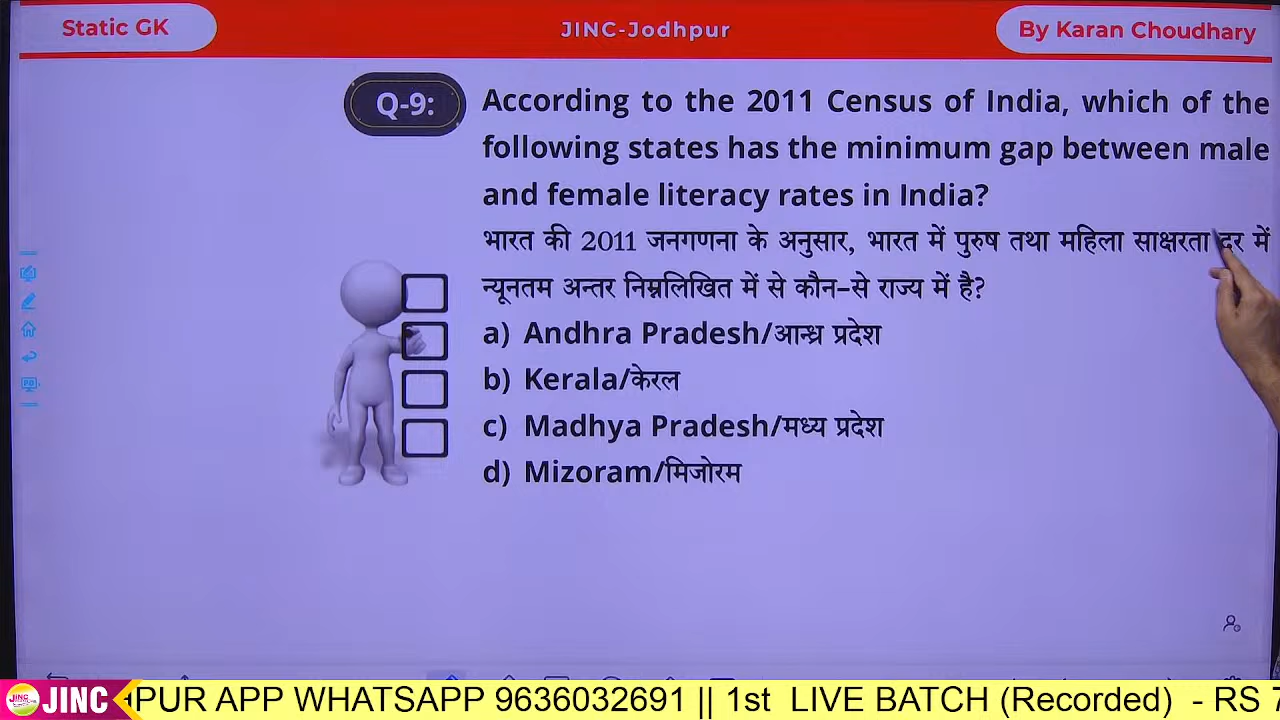 Static GK
JINC-Jodhpur
By Karan Choudhary
Q-9:
According to the 2011 Census of India, which of the
following states has the minimum gap between male
and female literacy rates in India?
भारत की 2011 जनगणना के अनुसार, भारत में पुरुष तथा महिला साक्षरता दर में
न्यूनतम अन्तर निम्नलिखित में से कौन–से राज्य में है?
a) Andhra Pradesh/आन्ध्र प्रदेश
b) Kerala/केरल
c) Madhya Pradesh/मध्य प्रदेश
d) Mizoram/मिजोरम
JINC
PUR APP WHATSAPP 9636032691 || 1st LIVE BATCH (Recorded) - RS